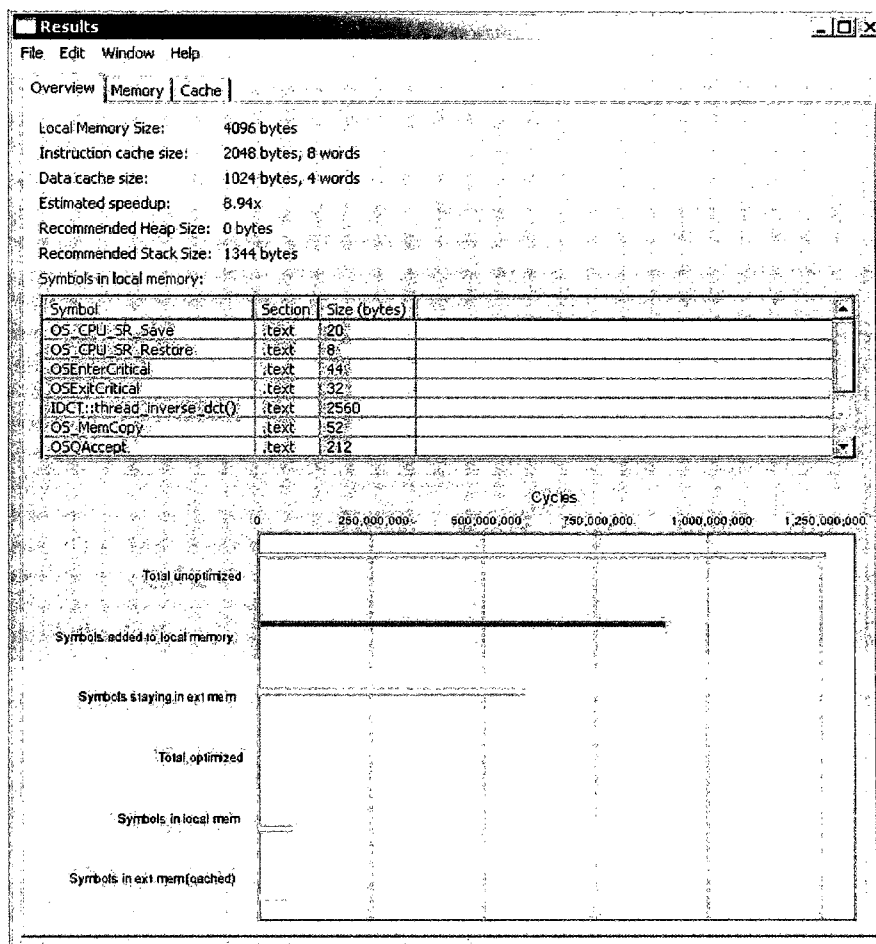 Results
File Edit Window Help
Overview Memory Cache
Local Memory Size: 4096 bytes
Instruction cache size: 2048 bytes, 8 words
Data cache size: 1024 bytes, 4 words
Estimated speedup: 8.94x
Recommended Heap Size: 0 bytes
Recommended Stack Size: 1344 bytes
Symbols in local memory:
Symbol Section Size (bytes)
OS_CPU_SR_Save .text 20
OS_CPU_SR_Restore .text 8
OSEnterCritical .text 44
OSExitCritical .text 32
IDCT::thread_inverse_dct() .text 2560
OS_MemCopy .text 52
OSQAccept .text 212
Cycles
0 250,000,000 500,000,000 750,000,000 1,000,000,000 1,250,000,000
Total unoptimized
Symbols added to local memory
Symbols staying in ext mem
Total optimized
Symbols in local mem
Symbols in ext mem(cached)